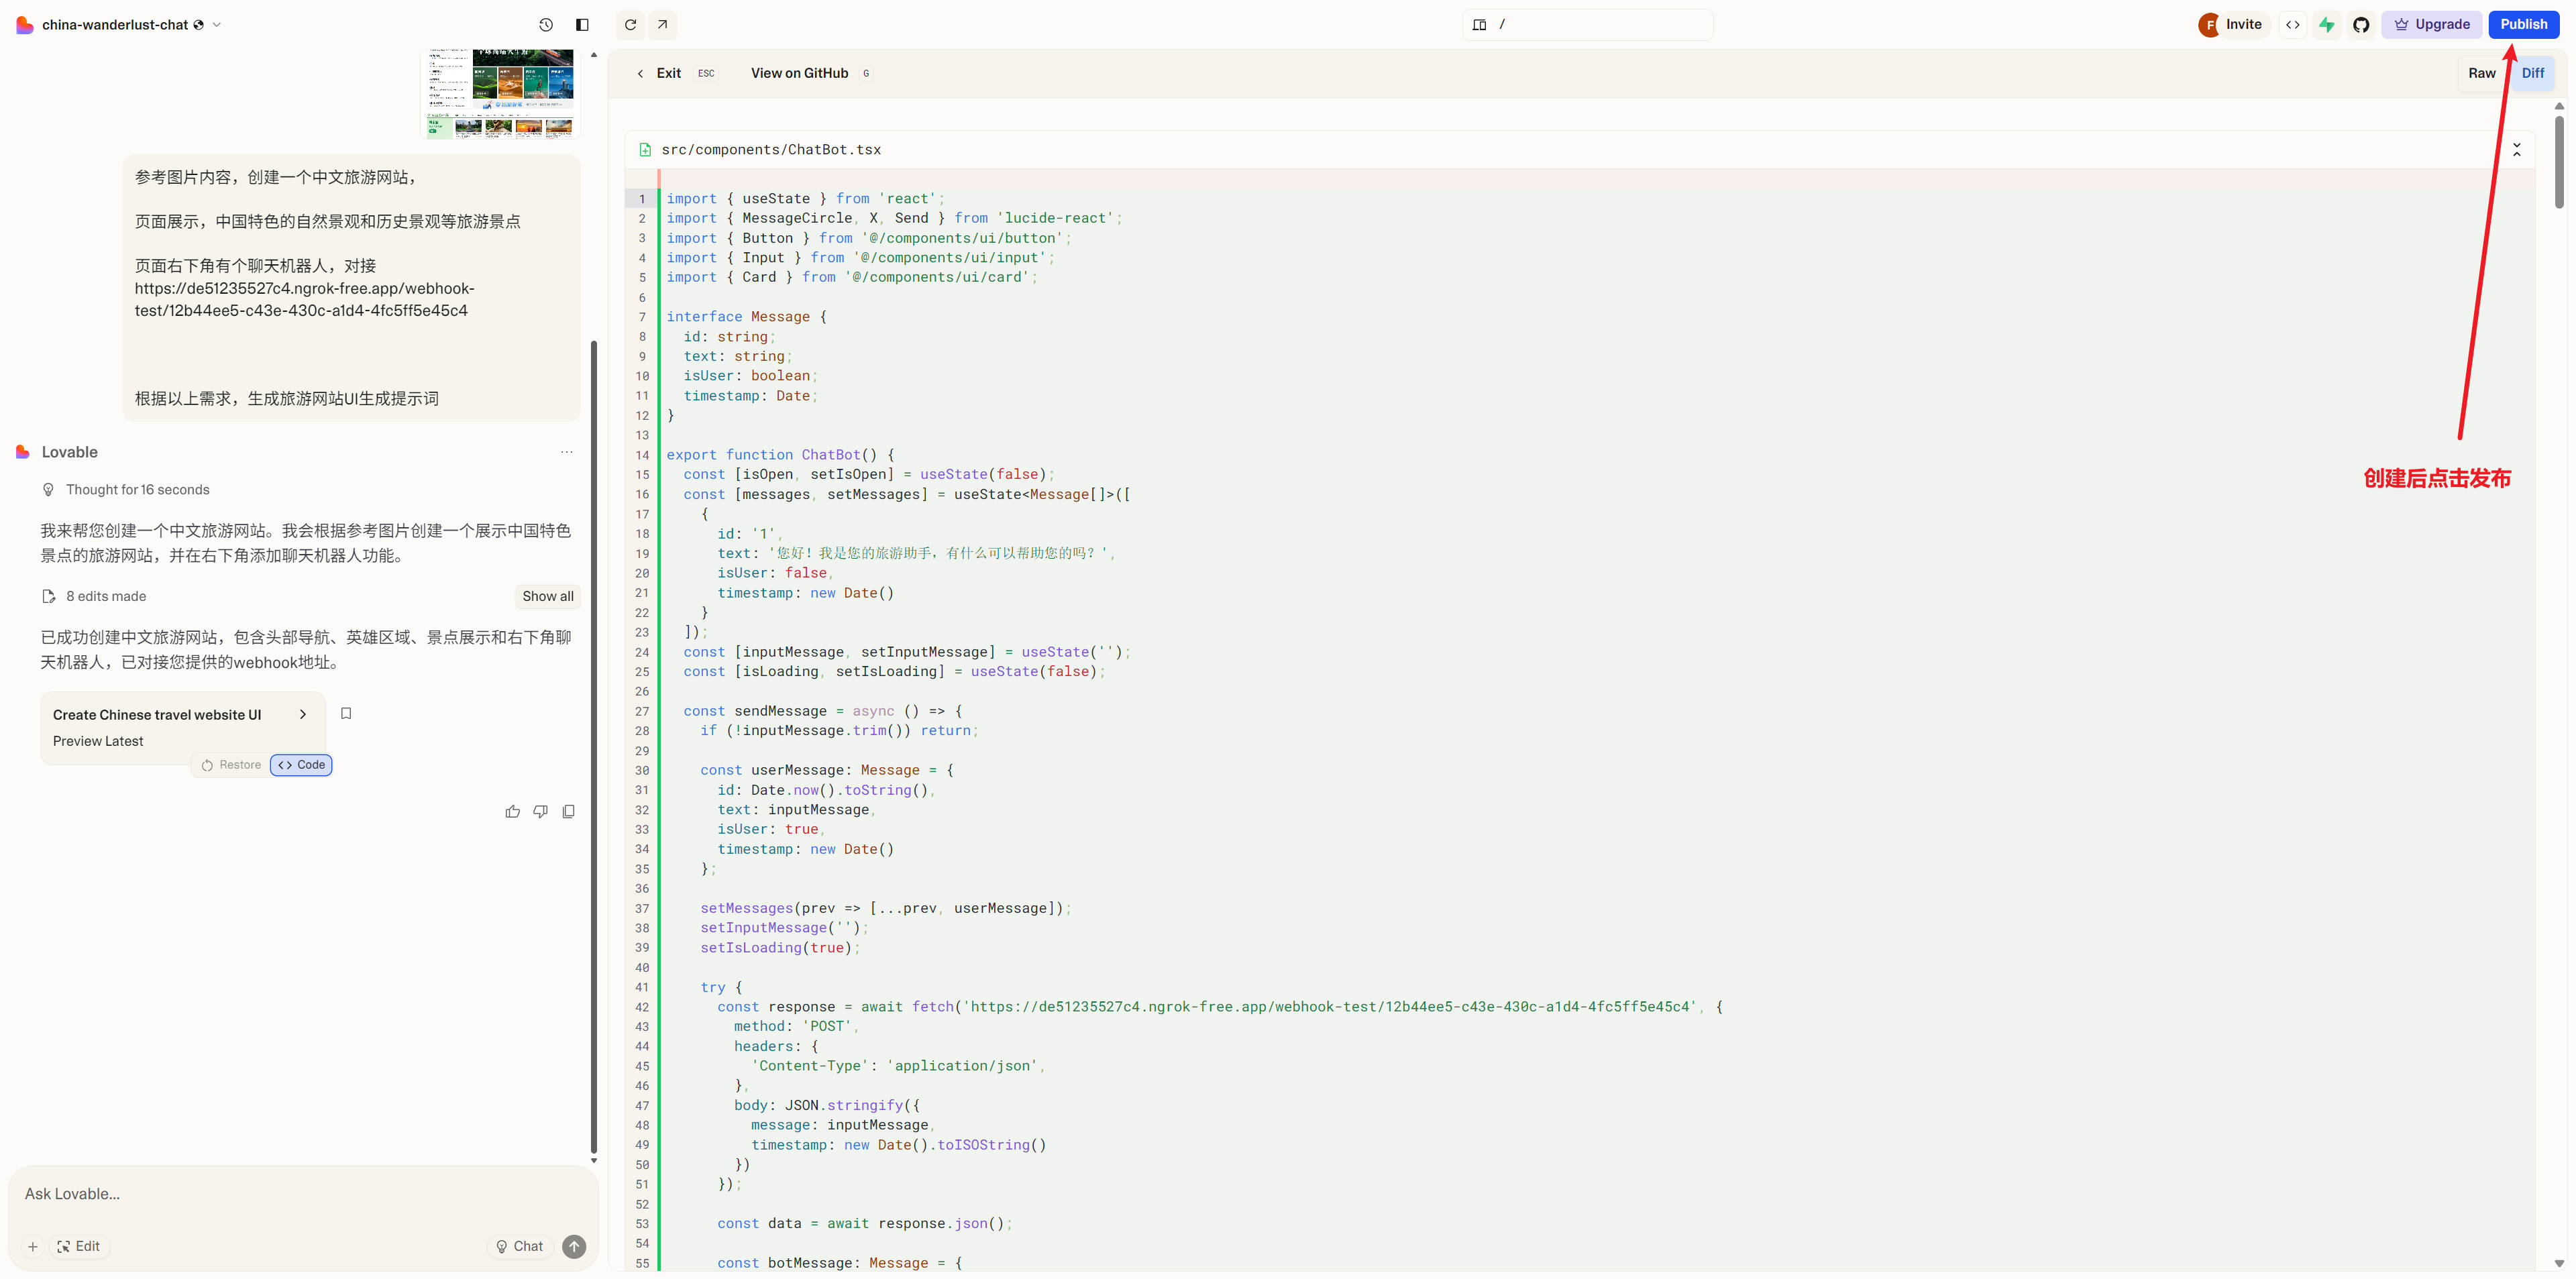 china-wanderlust-chat
/
F
Invite
Upgrade
Publish
Exit ESC
View on GitHub G
Raw
Diff
参考图片内容，创建一个中文旅游网站，
页面展示，中国特色的自然景观和历史景观等旅游景点
页面右下角有个聊天机器人，对接
https://de51235527c4.ngrok-free.app/webhook-
test/12b44ee5-c43e-430c-a1d4-4fc5ff5e45c4
根据以上需求，生成旅游网站UI生成提示词
Lovable
Thought for 16 seconds
我来帮您创建一个中文旅游网站。我会根据参考图片创建一个展示中国特色
景点的旅游网站，并在右下角添加聊天机器人功能。
8 edits made
Show all
已成功创建中文旅游网站，包含头部导航、英雄区域、景点展示和右下角聊
天机器人，已对接您提供的webhook地址。
Create Chinese travel website UI
Preview Latest
Restore
Code
Ask Lovable...
Edit
Chat
src/components/ChatBot.tsx
1 import { useState } from 'react';
2 import { MessageCircle, X, Send } from 'lucide-react';
3 import { Button } from '@/components/ui/button';
4 import { Input } from '@/components/ui/input';
5 import { Card } from '@/components/ui/card';
6
7 interface Message {
8 id: string;
9 text: string;
10 isUser: boolean;
11 timestamp: Date;
12 }
13
14 export function ChatBot() {
15 const [isOpen, setIsOpen] = useState(false);
16 const [messages, setMessages] = useState<Message[]>([
17 {
18 id: '1',
19 text: '您好！我是您的旅游助手，有什么可以帮助您的吗？',
20 isUser: false,
21 timestamp: new Date()
22 }
23 ]);
24 const [inputMessage, setInputMessage] = useState('');
25 const [isLoading, setIsLoading] = useState(false);
26
27 const sendMessage = async () => {
28 if (!inputMessage.trim()) return;
29
30 const userMessage: Message = {
31 id: Date.now().toString(),
32 text: inputMessage,
33 isUser: true,
34 timestamp: new Date()
35 };
36
37 setMessages(prev => [...prev, userMessage]);
38 setInputMessage('');
39 setIsLoading(true);
40
41 try {
42 const response = await fetch('https://de51235527c4.ngrok-free.app/webhook-test/12b44ee5-c43e-430c-a1d4-4fc5ff5e45c4', {
43 method: 'POST',
44 headers: {
45 'Content-Type': 'application/json',
46 },
47 body: JSON.stringify({
48 message: inputMessage,
49 timestamp: new Date().toISOString()
50 })
51 });
52
53 const data = await response.json();
54
55 const botMessage: Message = {
创建后点击发布